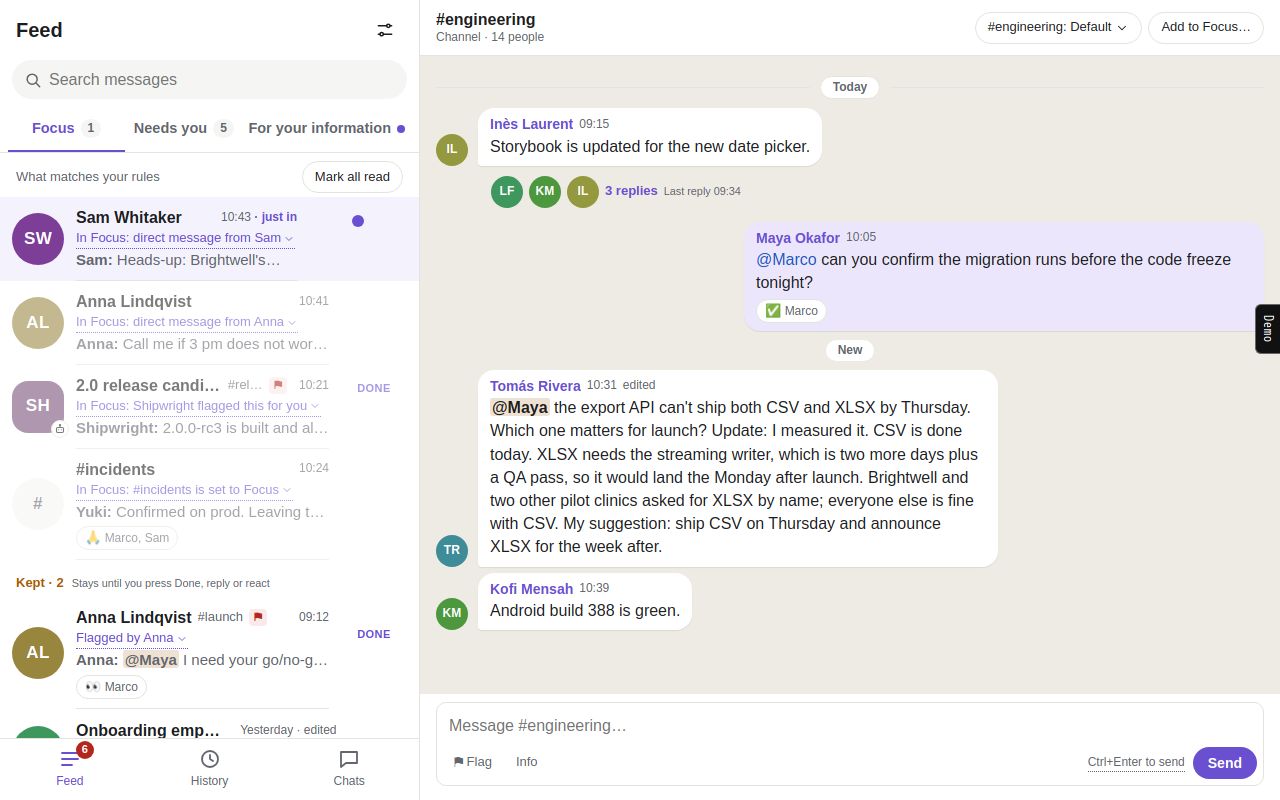 Feed
Search messages
Focus 1
Needs you 5
For your information
What matches your rules
Mark all read
SW
Sam Whitaker 10:43 · just in
In Focus: direct message from Sam
Sam: Heads-up: Brightwell's…
AL
Anna Lindqvist 10:41
In Focus: direct message from Anna
Anna: Call me if 3 pm does not wor…
SH
2.0 release candi… #rel… 10:21
DONE
In Focus: Shipwright flagged this for you
Shipwright: 2.0.0-rc3 is built and al…
#
#incidents 10:24
In Focus: #incidents is set to Focus
Yuki: Confirmed on prod. Leaving t…
🙏 Marco, Sam
Kept · 2 Stays until you press Done, reply or react
AL
Anna Lindqvist #launch 09:12
DONE
Flagged by Anna
Anna: @Maya I need your go/no-g…
👀 Marco
Onboarding emp… Yesterday · edited
6
Feed
History
Chats
#engineering
Channel · 14 people
#engineering: Default
Add to Focus…
Today
Inès Laurent 09:15
IL
Storybook is updated for the new date picker.
LF KM IL 3 replies Last reply 09:34
Maya Okafor 10:05
@Marco can you confirm the migration runs before the code freeze
tonight?
✅ Marco
Demo
New
Tomás Rivera 10:31 edited
@Maya the export API can't ship both CSV and XLSX by Thursday.
Which one matters for launch? Update: I measured it. CSV is done
today. XLSX needs the streaming writer, which is two more days plus
a QA pass, so it would land the Monday after launch. Brightwell and
two other pilot clinics asked for XLSX by name; everyone else is fine
with CSV. My suggestion: ship CSV on Thursday and announce
XLSX for the week after.
TR
Kofi Mensah 10:39
KM
Android build 388 is green.
Message #engineering…
Flag
Info
Ctrl+Enter to send
Send